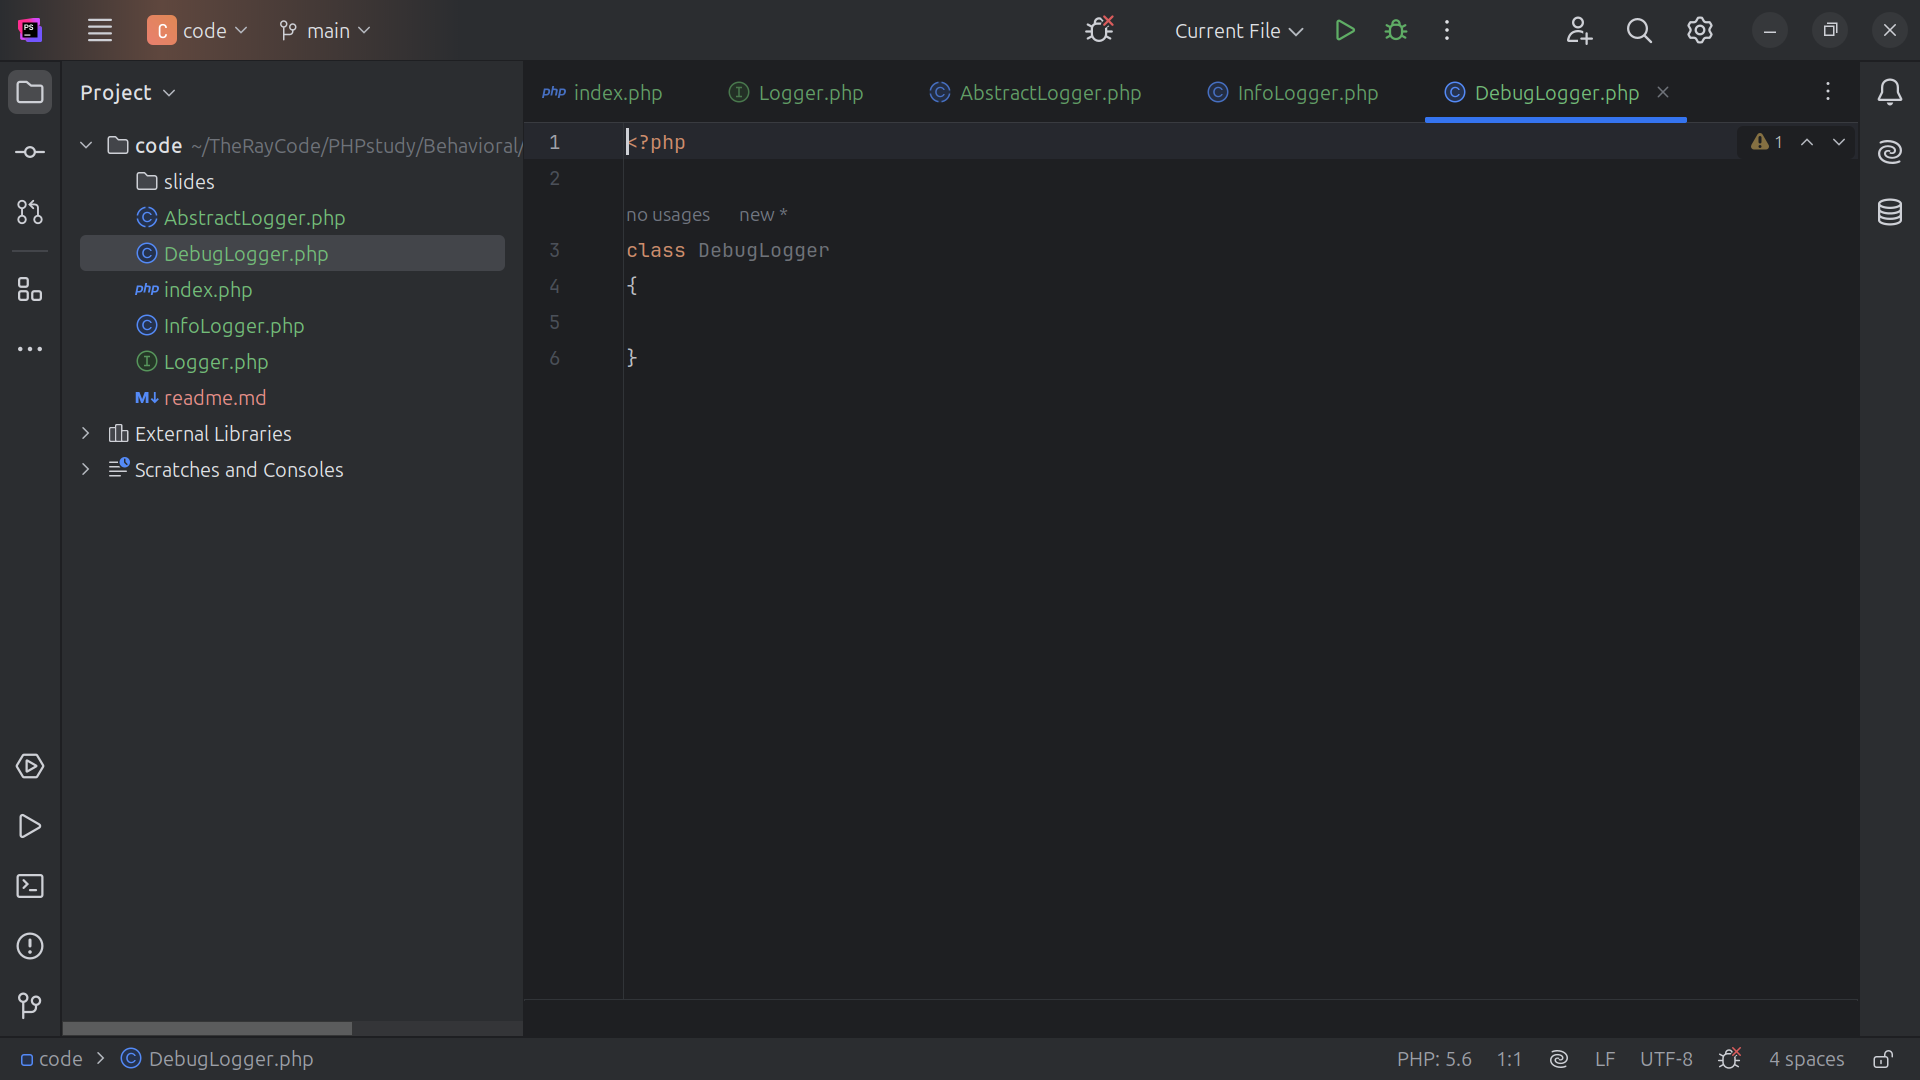 PS
C code main Current File
Project
index.php Logger.php AbstractLogger.php InfoLogger.php DebugLogger.php
code ~/TheRayCode/PHPstudy/Behavioral/
slides
AbstractLogger.php
DebugLogger.php
php index.php
InfoLogger.php
Logger.php
M↓ readme.md
External Libraries
Scratches and Consoles
1 <?php
2
no usages new *
3 class DebugLogger
4 {
5
6 }
1
code > DebugLogger.php
PHP: 5.6 1:1 LF UTF-8 4 spaces